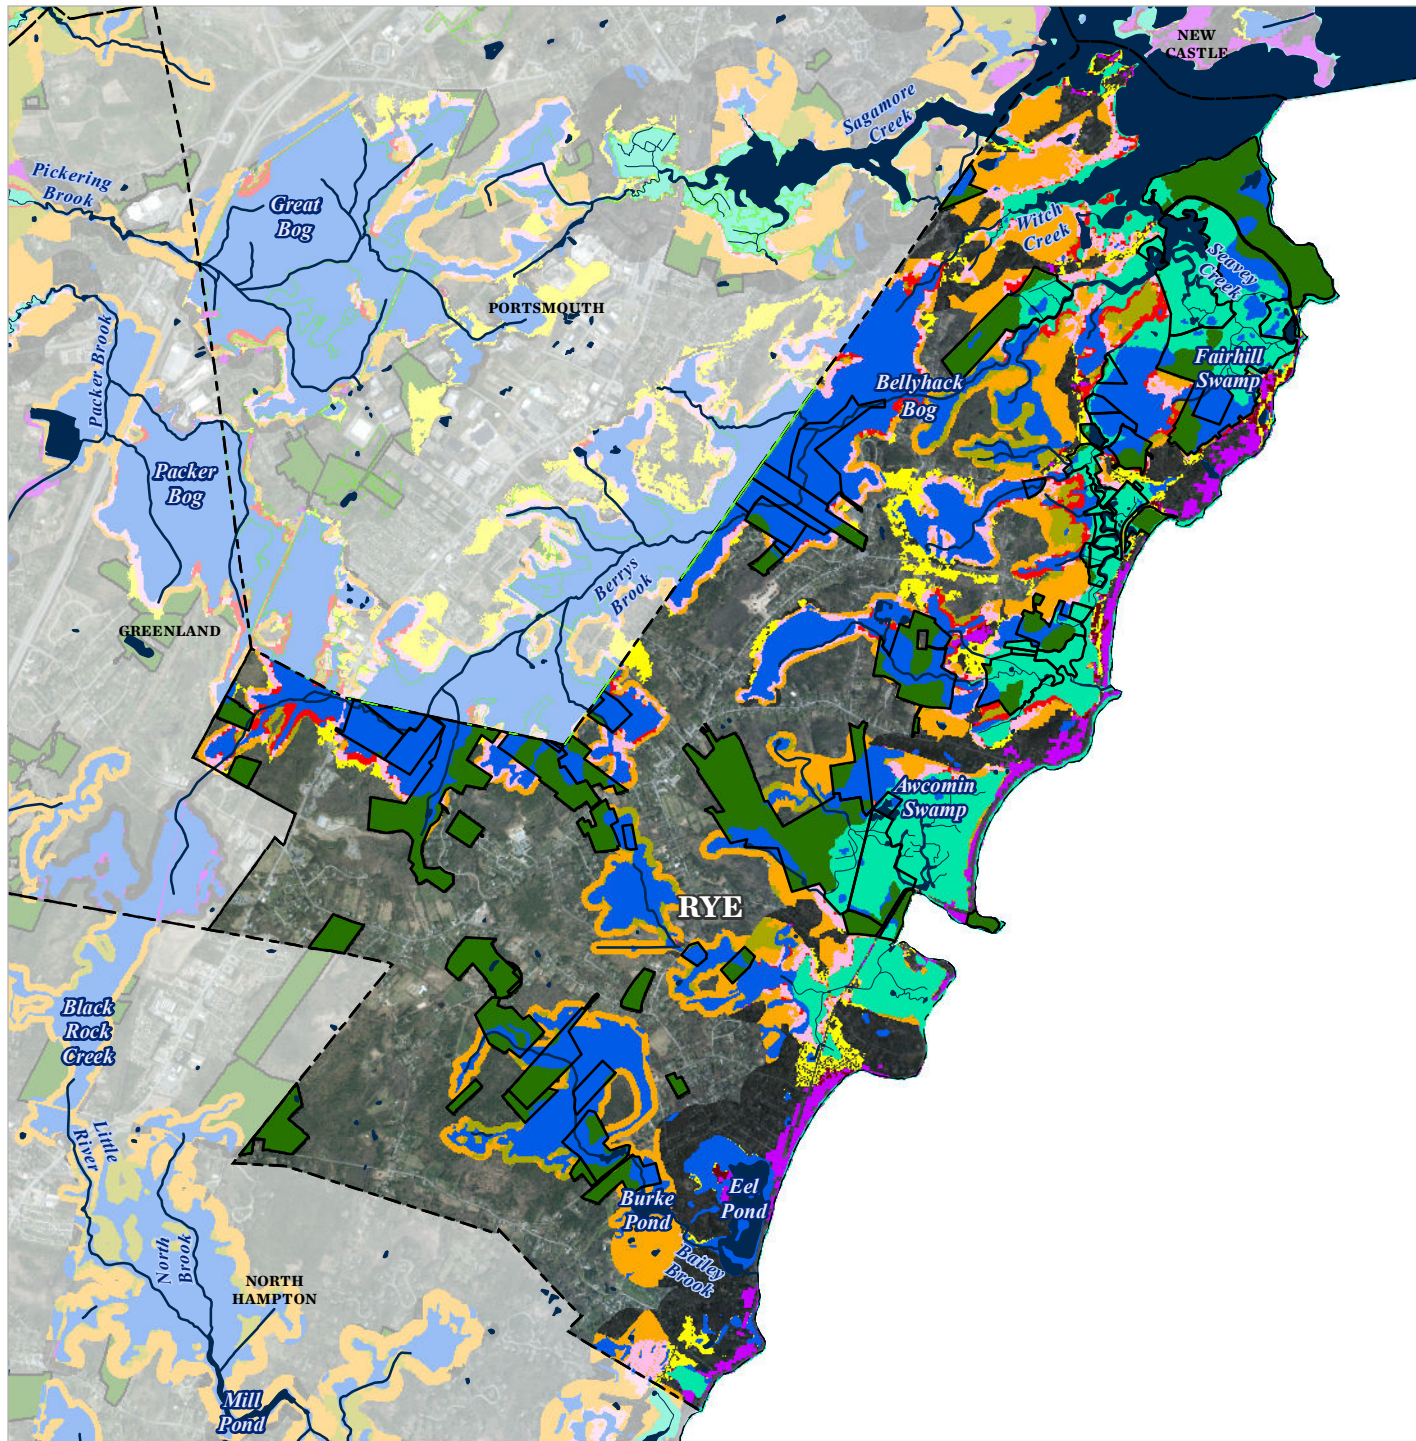 NEW
CASTLE
Sagamore
Creek
Pickering
Brook
Great
Bog
Witch
Creek
Seavey
Creek
PORTSMOUTH
Packer Brook
Bellyhack
Bog
Fairhill
Swamp
Packer
Bog
Berrys
Brook
GREENLAND
Awcomin
Swamp
RYE
Black
Rock
Creek
Little
River
Burke
Pond
Eel
Pond
North
Brook
Bailey
Brook
NORTH
HAMPTON
Mill
Pond